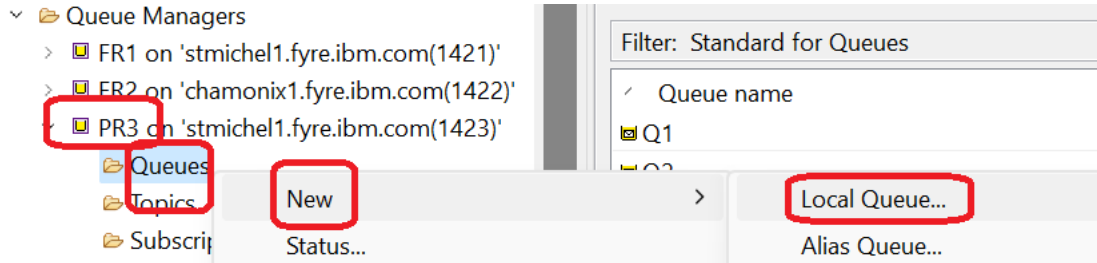 Queue Managers
FR1 on 'stmichel1.fyre.ibm.com(1421)'
FR2 on 'chamonix1.fyre.ibm.com(1422)'
PR3 on 'stmichel1.fyre.ibm.com(1423)'
Queues
Topics
Subscrip
New
Status...
Filter: Standard for Queues
Queue name
Q1
Q2
Local Queue...
Alias Queue...